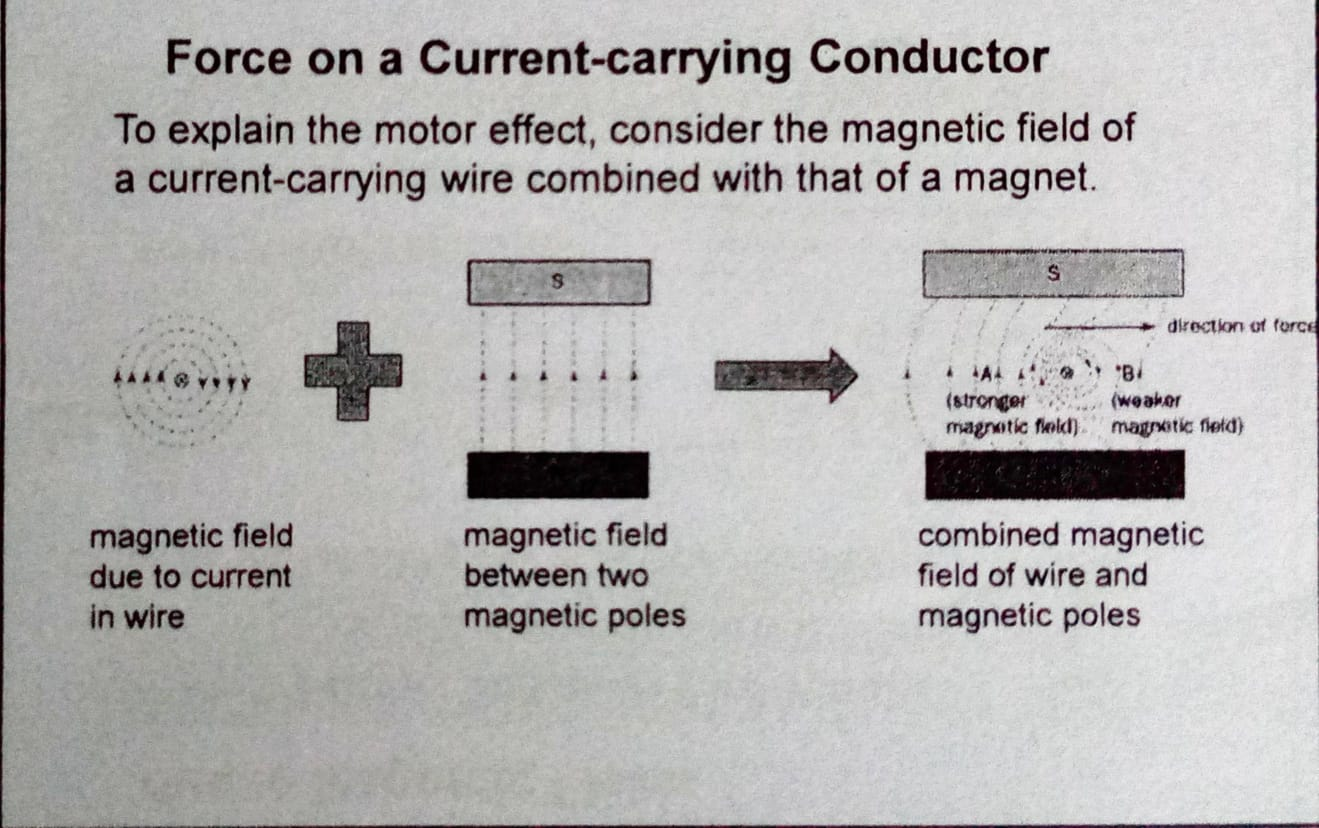 Force on a Current-carrying Conductor
To explain the motor effect, consider the magnetic field of
a current-carrying wire combined with that of a magnet.
S
magnetic field
due to current
in wire
S
magnetic field
between two
magnetic poles
direction of force
A
(stronger
magnetic field)
B
(weaker
magnetic field)
combined magnetic
field of wire and
magnetic poles